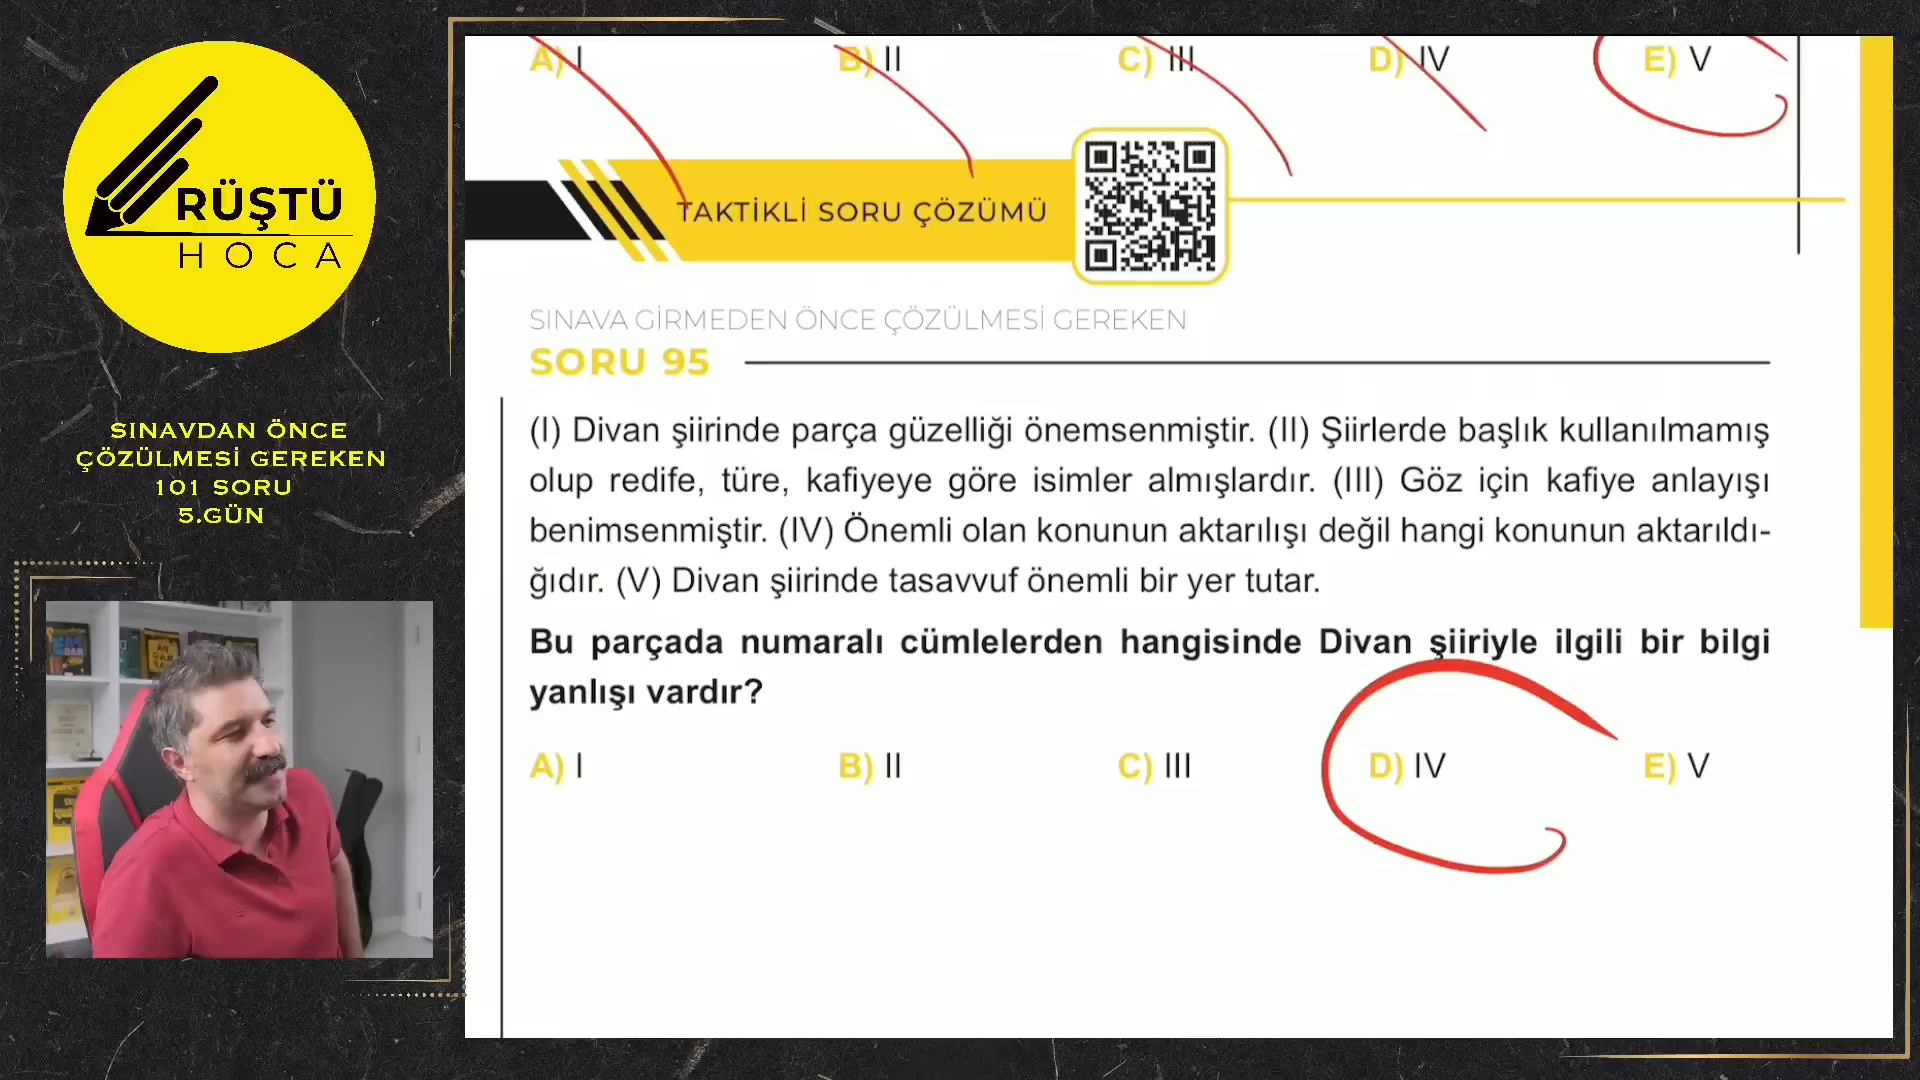 RÜŞTÜ
HOCA
SINAVDAN ÖNCE
ÇÖZÜLMESİ GEREKEN
101 SORU
5.GÜN
A) I B) II C) III D) IV E) V
TAKTİKLİ SORU ÇÖZÜMÜ
SINAVA GİRMEDEN ÖNCE ÇÖZÜLMESİ GEREKEN
SORU 95
(I) Divan şiirinde parça güzelliği önemsenmiştir. (II) Şiirlerde başlık kullanılmamış
olup redife, türe, kafiyeye göre isimler almışlardır. (III) Göz için kafiye anlayışı
benimsenmiştir. (IV) Önemli olan konunun aktarılışı değil hangi konunun aktarıldı-
ğıdır. (V) Divan şiirinde tasavvuf önemli bir yer tutar.
Bu parçada numaralı cümlelerden hangisinde Divan şiiriyle ilgili bir bilgi
yanlışı vardır?
A) I B) II C) III D) IV E) V